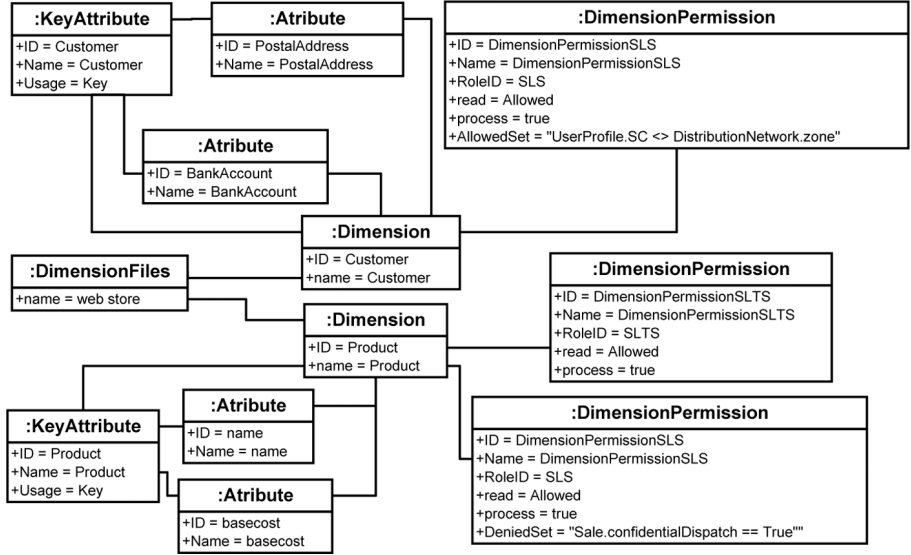 :KeyAttribute
+ID = Customer
+Name = Customer
+Usage = Key
:Atribute
+ID = PostalAddress
+Name = PostalAddress
:DimensionPermission
+ID = DimensionPermissionSLS
+Name = DimensionPermissionSLS
+RoleID = SLS
+read = Allowed
+process = true
+AllowedSet = "UserProfile.SC <> DistributionNetwork.zone"
:Atribute
+ID = BankAccount
+Name = BankAccount
:Dimension
+ID = Customer
+name = Customer
:DimensionFiles
+name = web store
:Dimension
+ID = Product
+name = Product
:DimensionPermission
+ID = DimensionPermissionSLTS
+Name = DimensionPermissionSLTS
+RoleID = SLTS
+read = Allowed
+process = true
:KeyAttribute
+ID = Product
+Name = Product
+Usage = Key
:Atribute
+ID = name
+Name = name
:Atribute
+ID = basecost
+Name = basecost
:DimensionPermission
+ID = DimensionPermissionSLS
+Name = DimensionPermissionSLS
+RoleID = SLS
+read = Allowed
+process = true
+DeniedSet = "Sale.confidentialDispatch == True""